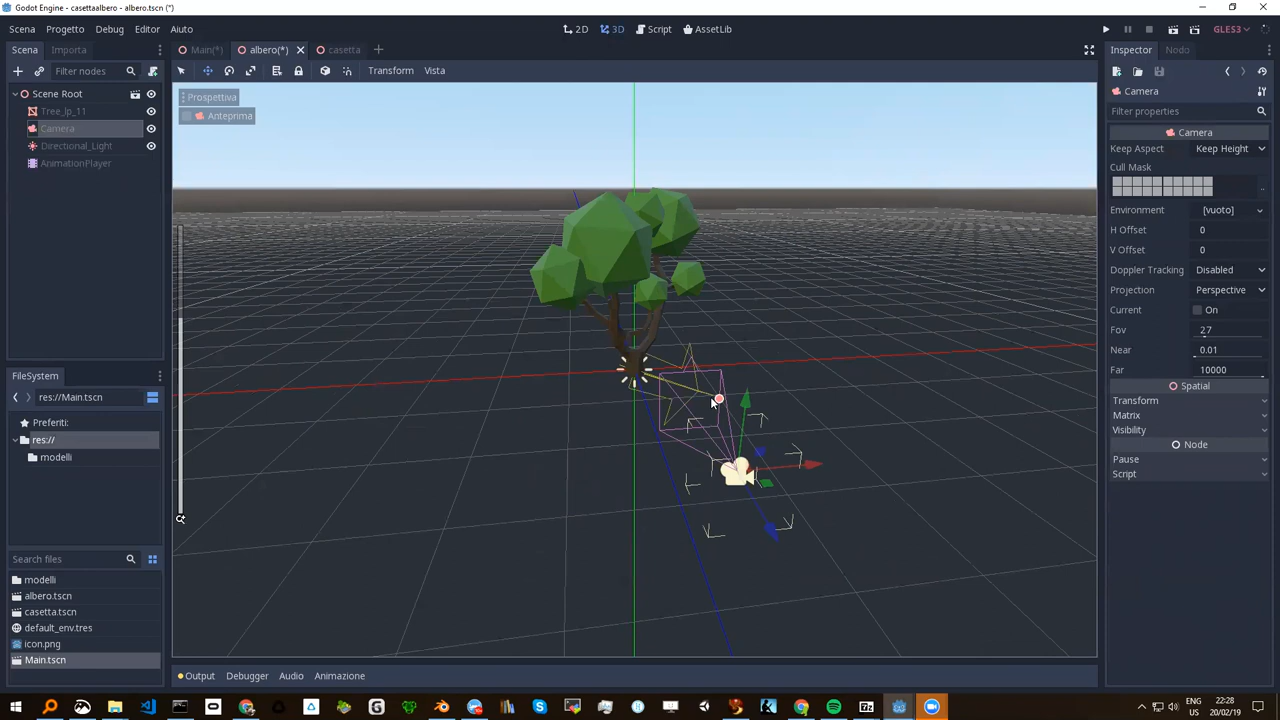 Godot Engine - casettaalbero - albero.tscn (*)
Scena Progetto Debug Editor Aiuto
2D 3D Script AssetLib
GLES3
Scena Importa
Main(*) albero(*) casetta
Inspector Nodo
Filter nodes
Transform Vista
Scene Root
Tree_lp_11
Camera
Directional_Light
AnimationPlayer
Prospettiva
Anteprima
Camera
Filter properties
Camera
Keep Aspect Keep Height
Cull Mask
..
Environment [vuoto]
H Offset 0
V Offset 0
Doppler Tracking Disabled
Projection Perspective
Current On
Fov 27
Near 0.01
Far 10000
Spatial
Transform
Matrix
Visibility
Node
Pause
Script
FileSystem
res://Main.tscn
Preferiti:
res://
modelli
Search files
modelli
albero.tscn
casetta.tscn
default_env.tres
icon.png
Main.tscn
Output Debugger Audio Animazione
ENG
US
22:28
20/02/19